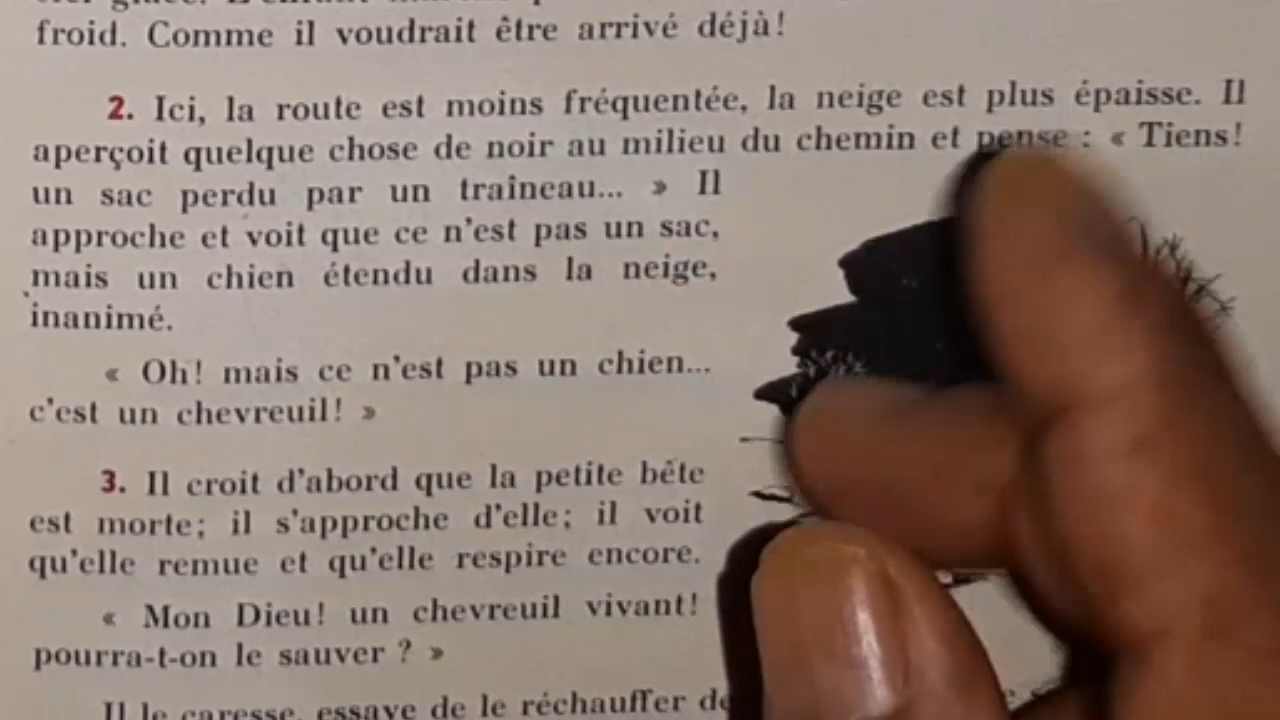 froid. Comme il voudrait être arrivé déjà!
2. Ici, la route est moins fréquentée, la neige est plus épaisse. Il
aperçoit quelque chose de noir au milieu du chemin et pense : « Tiens!
un sac perdu par un traîneau... » Il
approche et voit que ce n'est pas un sac,
mais un chien étendu dans la neige,
inanimé.
« Oh! mais ce n'est pas un chien...
c'est un chevreuil! »
3. Il croit d'abord que la petite bête
est morte; il s'approche d'elle; il voit
qu'elle remue et qu'elle respire encore.
« Mon Dieu! un chevreuil vivant!
pourra-t-on le sauver ? »
Il le caresse, essaye de le réchauffer